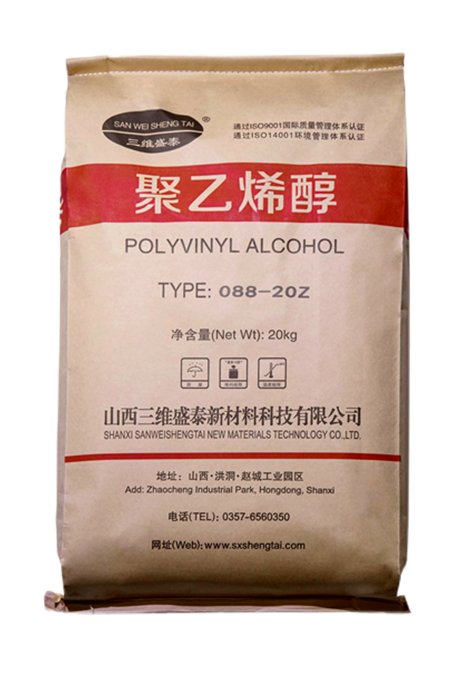 SAN WEI SHENG TAI
®
三维盛泰
通过ISO9001国际质量管理体系认证
通过ISO14001环境管理体系认证
聚乙烯醇
POLYVINYL ALCOHOL
TYPE: 088-20Z
净含量(Net Wt): 20kg
山西三维盛泰新材料科技有限公司
SHANXI SANWEISHENGTAI NEW MATERIALS TECHNOLOGY CO.,LTD.
地址: 山西·洪洞·赵城工业园区
Add: Zhaocheng Industrial Park, Hongdong, Shanxi
电话(TEL): 0357-6560350
网址(Web): www.sxshengtai.com